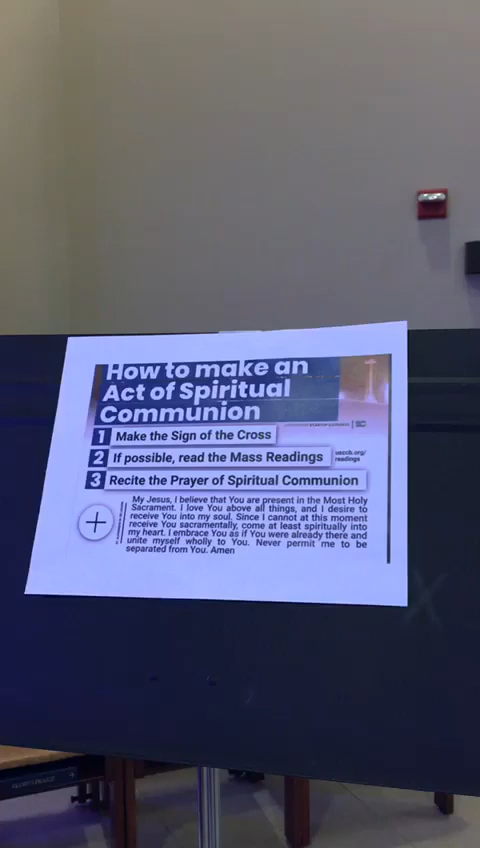 How to make an
Act of Spiritual
Communion
1 Make the Sign of the Cross
2 If possible, read the Mass Readings
usccb.org/
readings
3 Recite the Prayer of Spiritual Communion
My Jesus, I believe that You are present in the Most Holy
Sacrament. I love You above all things, and I desire to
receive You into my soul. Since I cannot at this moment
receive You sacramentally, come at least spiritually into
my heart. I embrace You as if You were already there and
unite myself wholly to You. Never permit me to be
separated from You. Amen